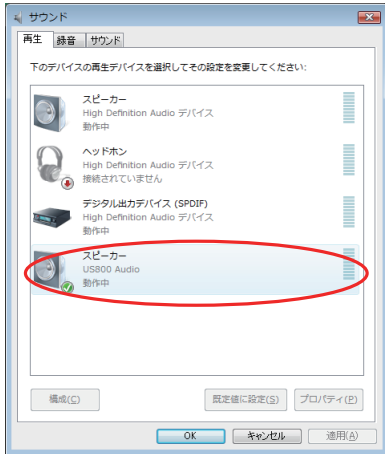 サウンド
再生 録音 サウンド
下のデバイスの再生デバイスを選択してその設定を変更してください:
スピーカー
High Definition Audio デバイス
動作中
ヘッドホン
High Definition Audio デバイス
接続されていません
デジタル出力デバイス (SPDIF)
High Definition Audio デバイス
動作中
スピーカー
US800 Audio
動作中
構成(C) 既定値に設定(S) プロパティ(P)
OK キャンセル 適用(A)